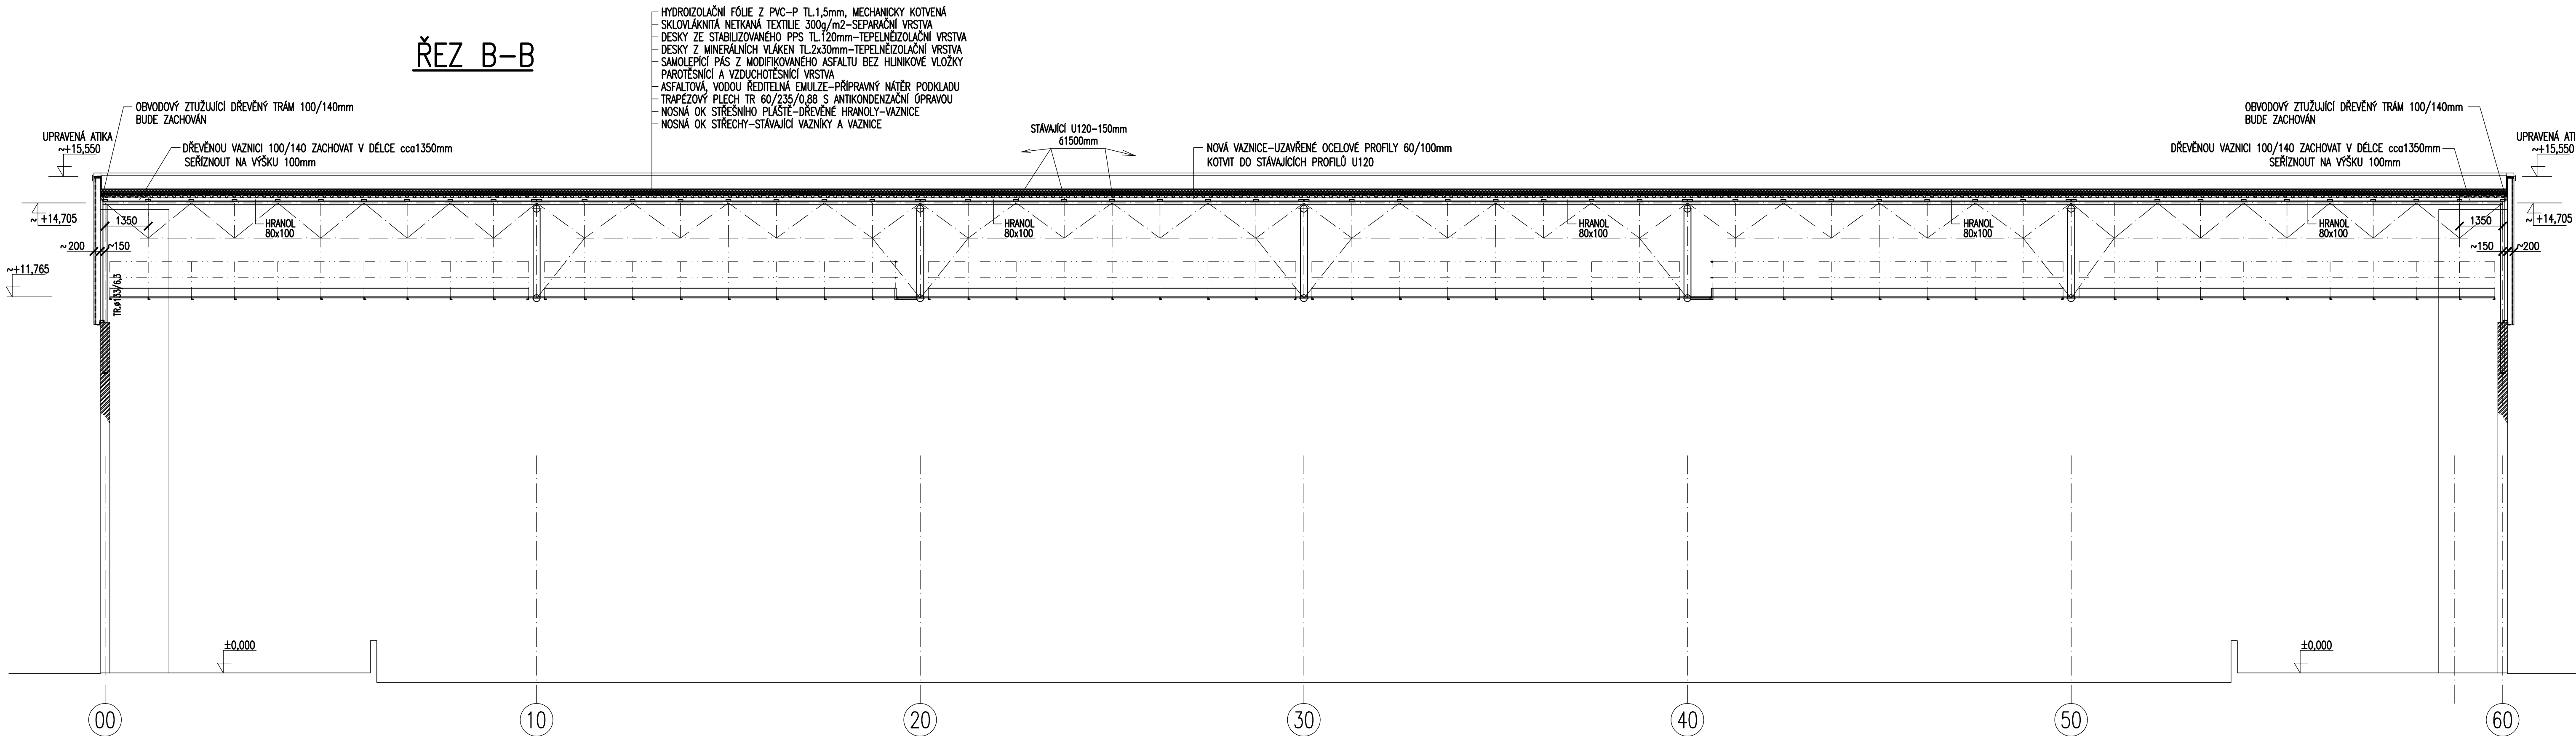 ŘEZ B-B
HYDROIZOLAČNÍ FÓLIE Z PVC-P TL.1,5mm, MECHANICKY KOTVENÁ
SKLOVLÁKNITÁ NETKANÁ TEXTILIE 300g/m2-SEPARAČNÍ VRSTVA
DESKY ZE STABILIZOVANÉHO PPS TL.120mm-TEPELNĚIZOLAČNÍ VRSTVA
DESKY Z MINERÁLNÍCH VLÁKEN TL.2x30mm-TEPELNĚIZOLAČNÍ VRSTVA
SAMOLEPÍCÍ PÁS Z MODIFIKOVANÉHO ASFALTU BEZ HLINIKOVÉ VLOŽKY
PAROTĚSNÍCÍ A VZDUCHOTĚSNÍCÍ VRSTVA
ASFALTOVÁ, VODOU ŘEDITELNÁ EMULZE-PŘÍPRAVNÝ NÁTĚR PODKLADU
TRAPÉZOVÝ PLECH TR 60/235/0,88 S ANTIKONDENZAČNÍ ÚPRAVOU
NOSNÁ OK STŘEŠNÍHO PLÁŠTĚ-DŘEVĚNÉ HRANOLY-VAZNICE
NOSNÁ OK STŘECHY-STÁVAJÍCÍ VAZNÍKY A VAZNICE
OBVODOVÝ ZTUŽUJÍCÍ DŘEVĚNÝ TRÁM 100/140mm
BUDE ZACHOVÁN
UPRAVENÁ ATIKA
~+15,550
DŘEVĚNOU VAZNICI 100/140 ZACHOVAT V DÉLCE cca1350mm
SEŘÍZNOUT NA VÝŠKU 100mm
STÁVAJÍCÍ U120-150mm
á1500mm
NOVÁ VAZNICE-UZAVŘENÉ OCELOVÉ PROFILY 60/100mm
KOTVIT DO STÁVAJÍCÍCH PROFILŮ U120
OBVODOVÝ ZTUŽUJÍCÍ DŘEVĚNÝ TRÁM 100/140mm
BUDE ZACHOVÁN
DŘEVĚNOU VAZNICI 100/140 ZACHOVAT V DÉLCE cca1350mm
SEŘÍZNOUT NA VÝŠKU 100mm
UPRAVENÁ ATI
~+15,550
~ +14,705
1350
~200
~150
~+11,765
TR.ø133/6,3
HRANOL
80x100
HRANOL
80x100
HRANOL
80x100
HRANOL
80x100
HRANOL
80x100
1350
~ +14,705
~150
~200
±0,000
±0,000
00
10
20
30
40
50
60